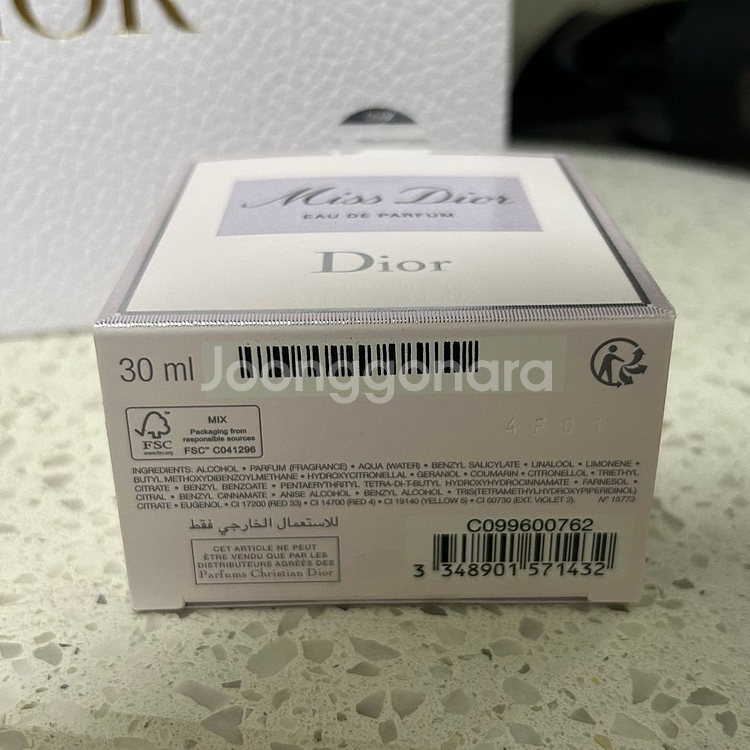 IOR
Miss Dior
EAU DE PARFUM
Dior
30 ml
Joonggonara
4F01
FSC
www.fsc.org
MIX
Packaging from
responsible sources
FSC™ C041296
INGREDIENTS: ALCOHOL • PARFUM (FRAGRANCE) • AQUA (WATER) • BENZYL SALICYLATE • LINALOOL • LIMONENE •
BUTYL METHOXYDIBENZOYLMETHANE • HYDROXYCITRONELLAL • GERANIOL • COUMARIN • CITRONELLOL • TRIETHYL
CITRATE • BENZYL BENZOATE • PENTAERYTHRITYL TETRA-DI-T-BUTYL HYDROXYHYDROCINNAMATE • FARNESOL •
CITRAL • BENZYL CINNAMATE • ANISE ALCOHOL • BENZYL ALCOHOL • TRIS(TETRAMETHYLHYDROXYPIPERIDINOL)
CITRATE • EUGENOL • CI 17200 (RED 33) • CI 14700 (RED 4) • CI 19140 (YELLOW 5) • CI 60730 (EXT. VIOLET 2). N° 15773
للاستعمال الخارجي فقط
CET ARTICLE NE PEUT
ÊTRE VENDU QUE PAR LES
DISTRIBUTEURS AGRÉÉS DES
Parfums Christian Dior
C099600762
3 348901 571432